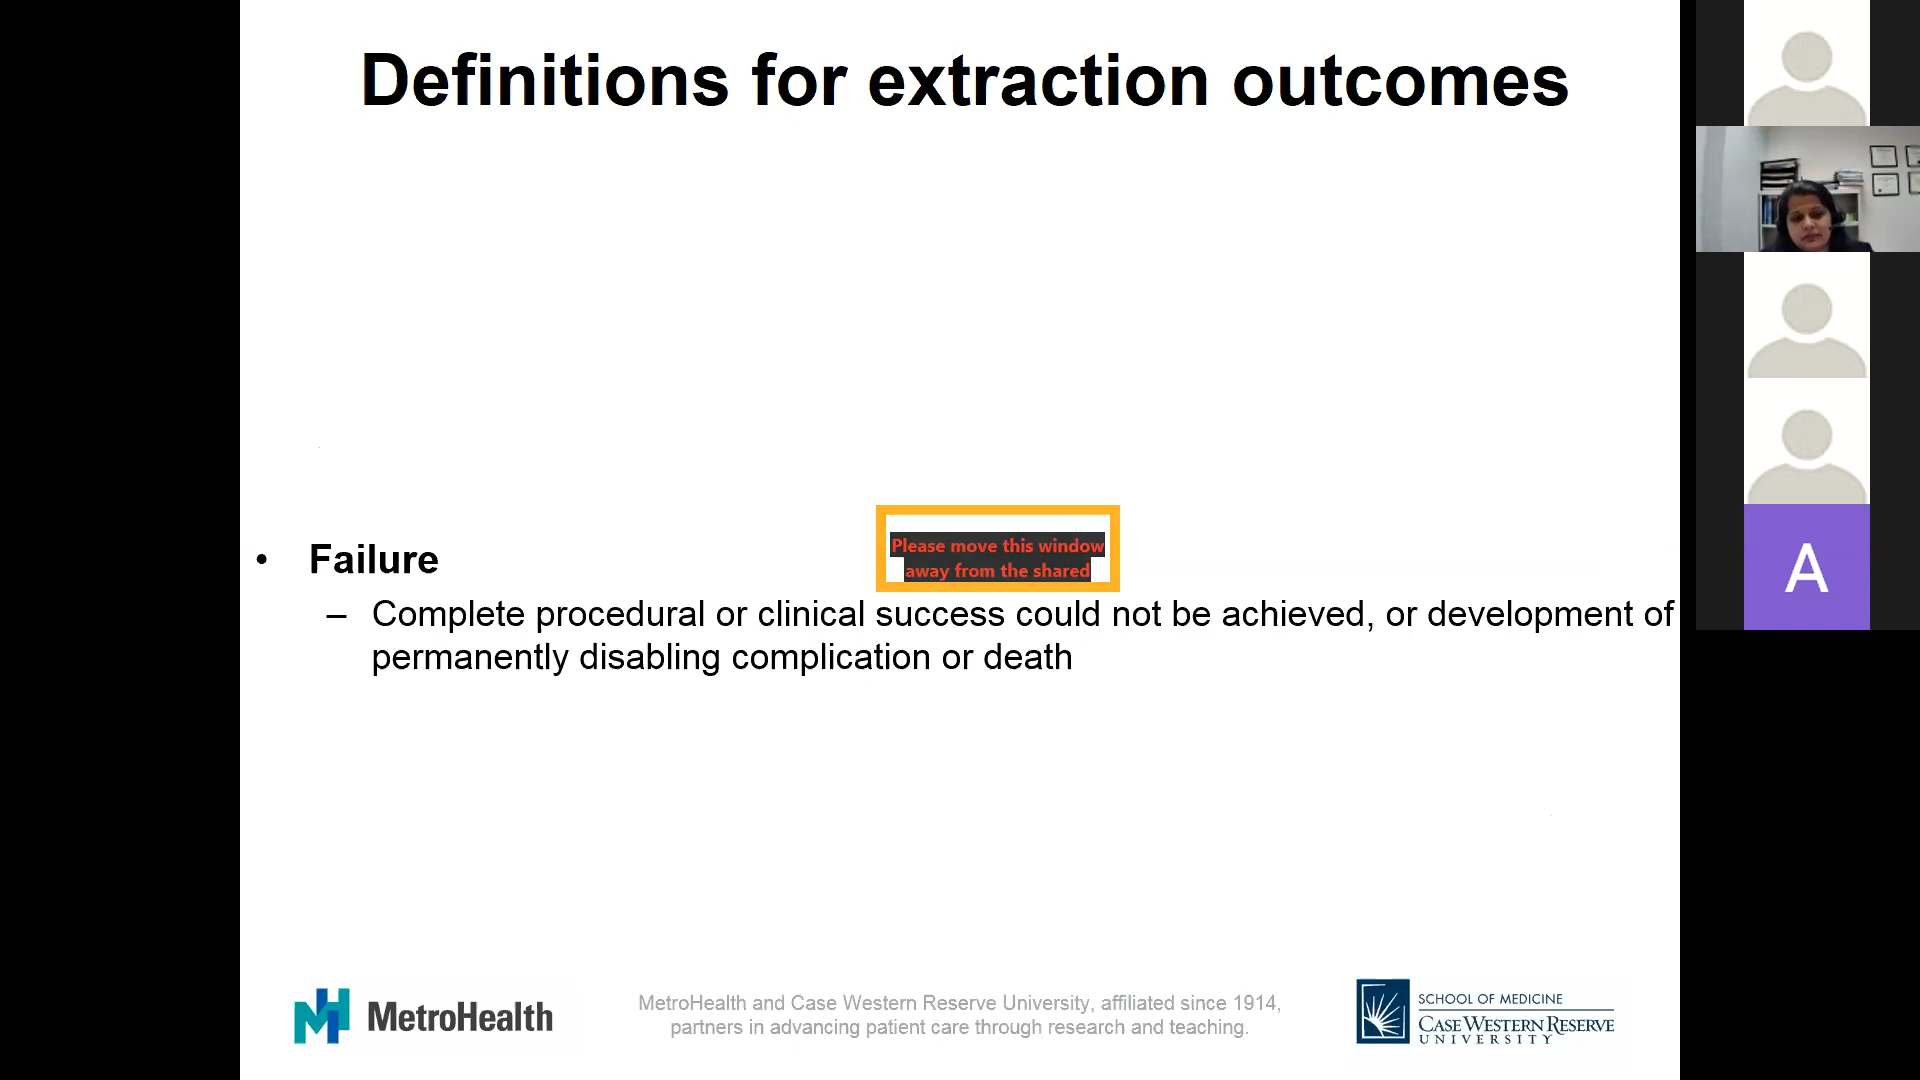 Definitions for extraction outcomes
• Failure
Please move this window
away from the shared
– Complete procedural or clinical success could not be achieved, or development of
permanently disabling complication or death
A
MetroHealth
MetroHealth and Case Western Reserve University, affiliated since 1914,
partners in advancing patient care through research and teaching.
SCHOOL OF MEDICINE
CASE WESTERN RESERVE
UNIVERSITY